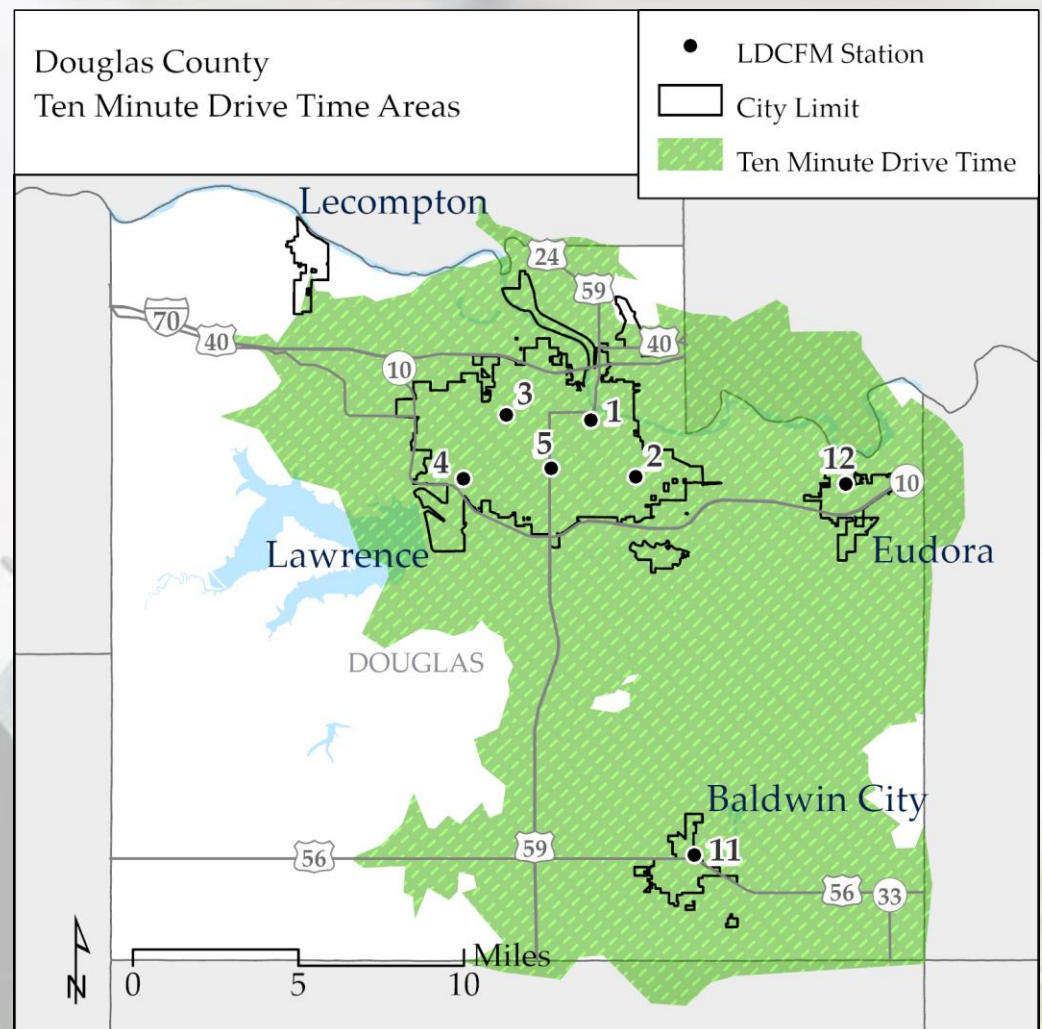 Douglas County
Ten Minute Drive Time Areas
LDCFM Station
City Limit
Ten Minute Drive Time
Lecompton
24
59
70
40
40
10
3
1
5
4
2
12
10
Lawrence
Eudora
DOUGLAS
Baldwin City
56
59
11
56
33
N
Miles
0 5 10